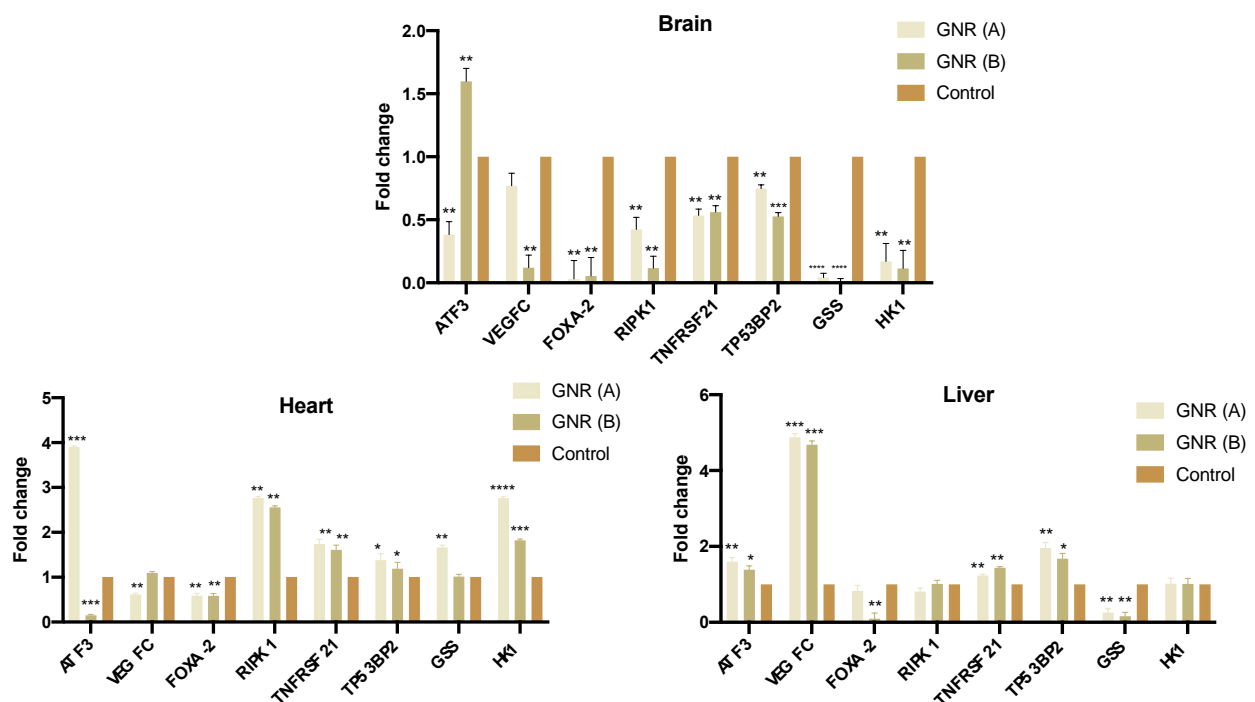 Brain
GNR (A)
GNR (B)
Control
Fold change
2.0
1.5
1.0
0.5
0.0
** **
**
** **
** **
** **
** ***
**** ****
** **
ATF3
VEGFC
FOXA-2
RIPK1
TNFRSF21
TP53BP2
GSS
HK1
Heart
GNR (A)
GNR (B)
Control
Fold change
5
4
3
2
1
0
*** ***
**
** **
** **
** **
* *
**
**** ***
ATF3
VEG FC
FOXA -2
RIPK 1
TNFRSF 21
TP5 3BP2
GSS
HK1
Liver
GNR (A)
GNR (B)
Control
Fold change
6
4
2
0
** *
*** ***
**
** **
** *
** **
AT F3
VEG FC
FOXA -2
RIPK 1
TNFRSF 21
TP5 3BP2
GSS
HK1